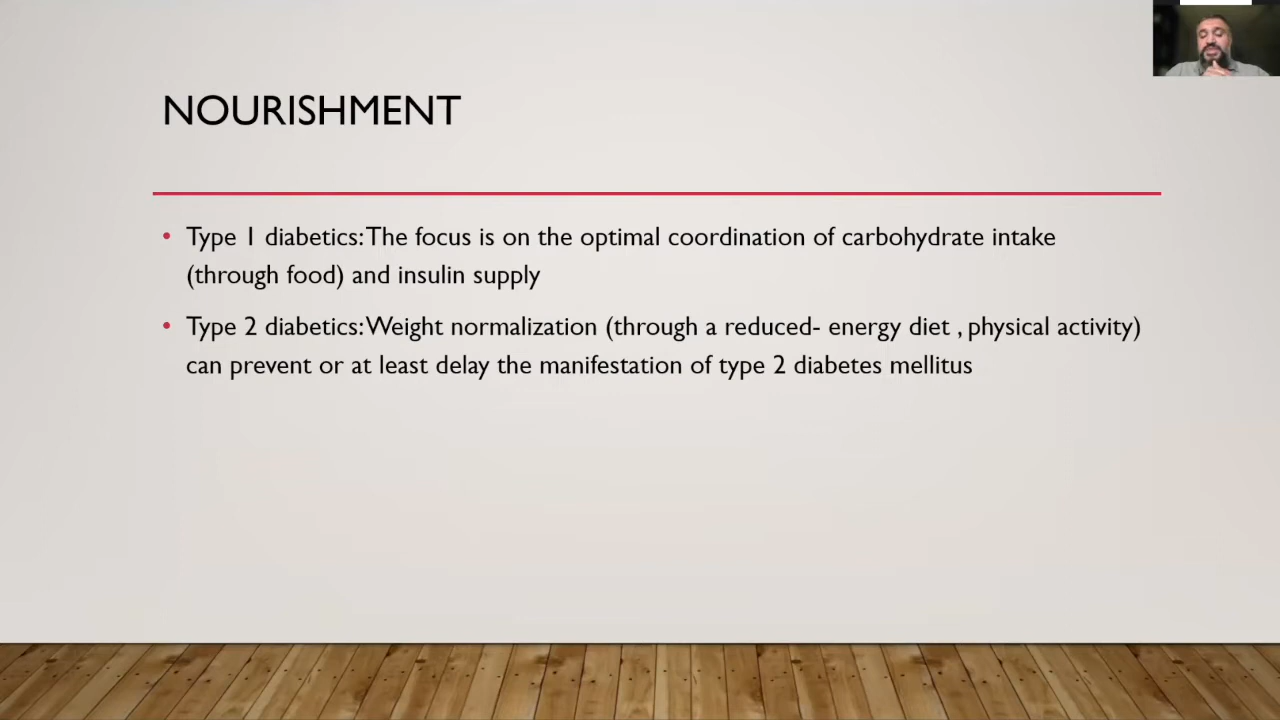 NOURISHMENT
• Type 1 diabetics: The focus is on the optimal coordination of carbohydrate intake
(through food) and insulin supply
• Type 2 diabetics: Weight normalization (through a reduced- energy diet , physical activity)
can prevent or at least delay the manifestation of type 2 diabetes mellitus